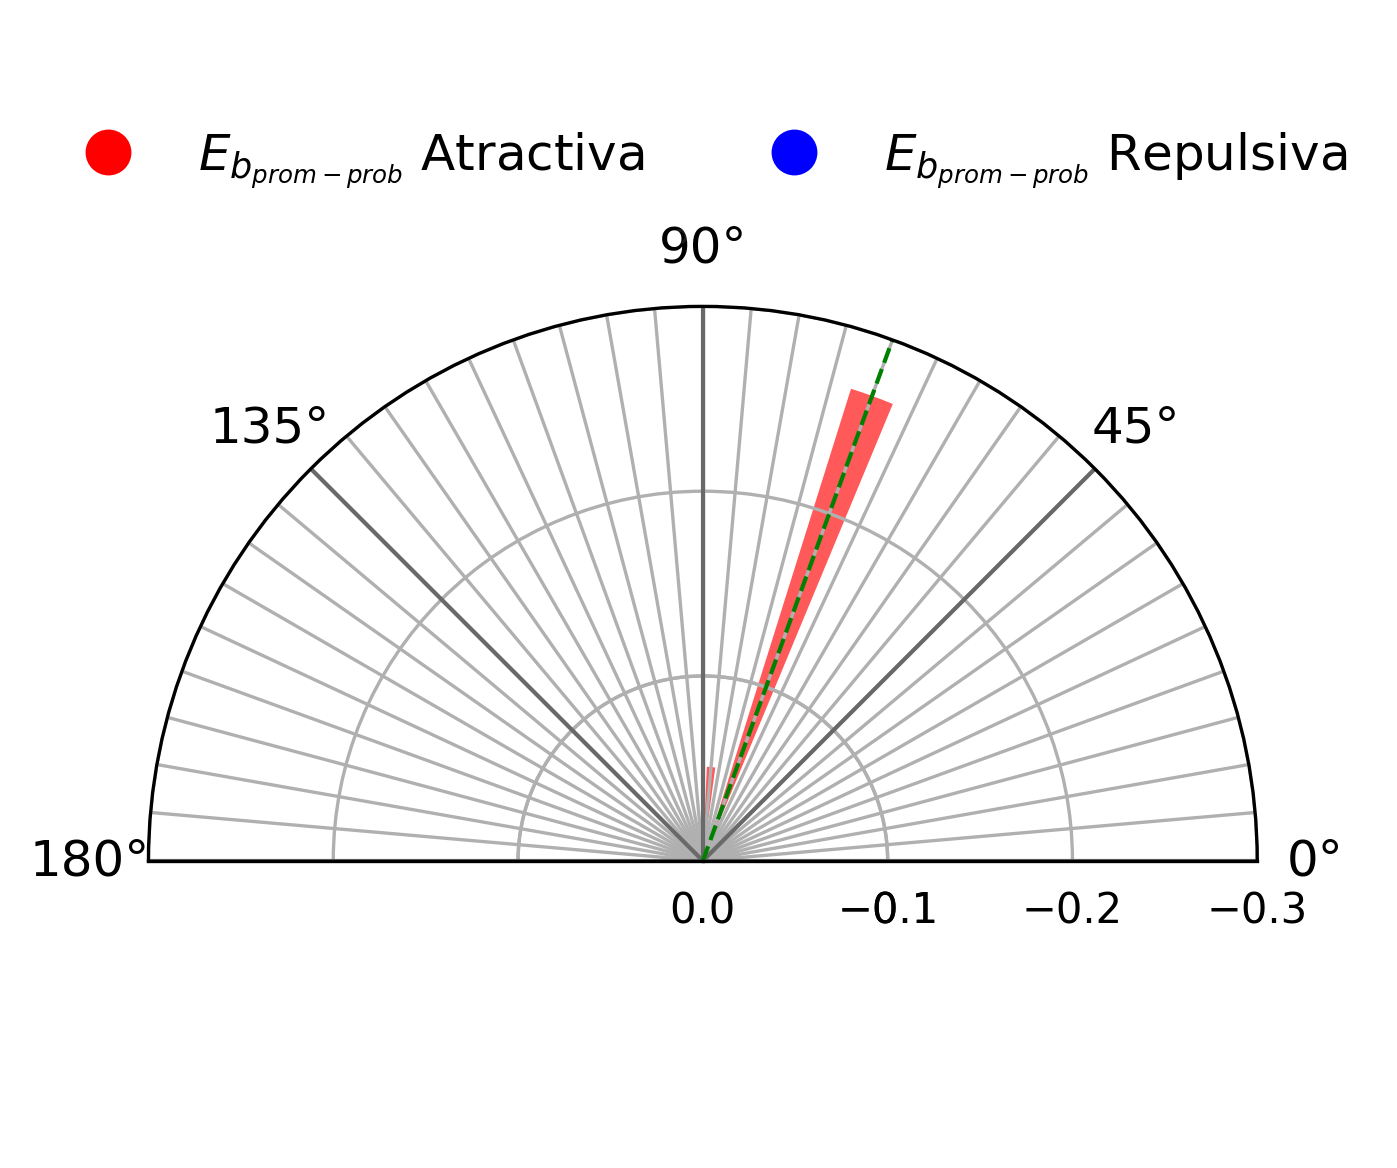 E_{b_{prom-prob}} Atractiva E_{b_{prom-prob}} Repulsiva
90°
135° 45°
180° 0°
0.0 −0.1 −0.2 −0.3